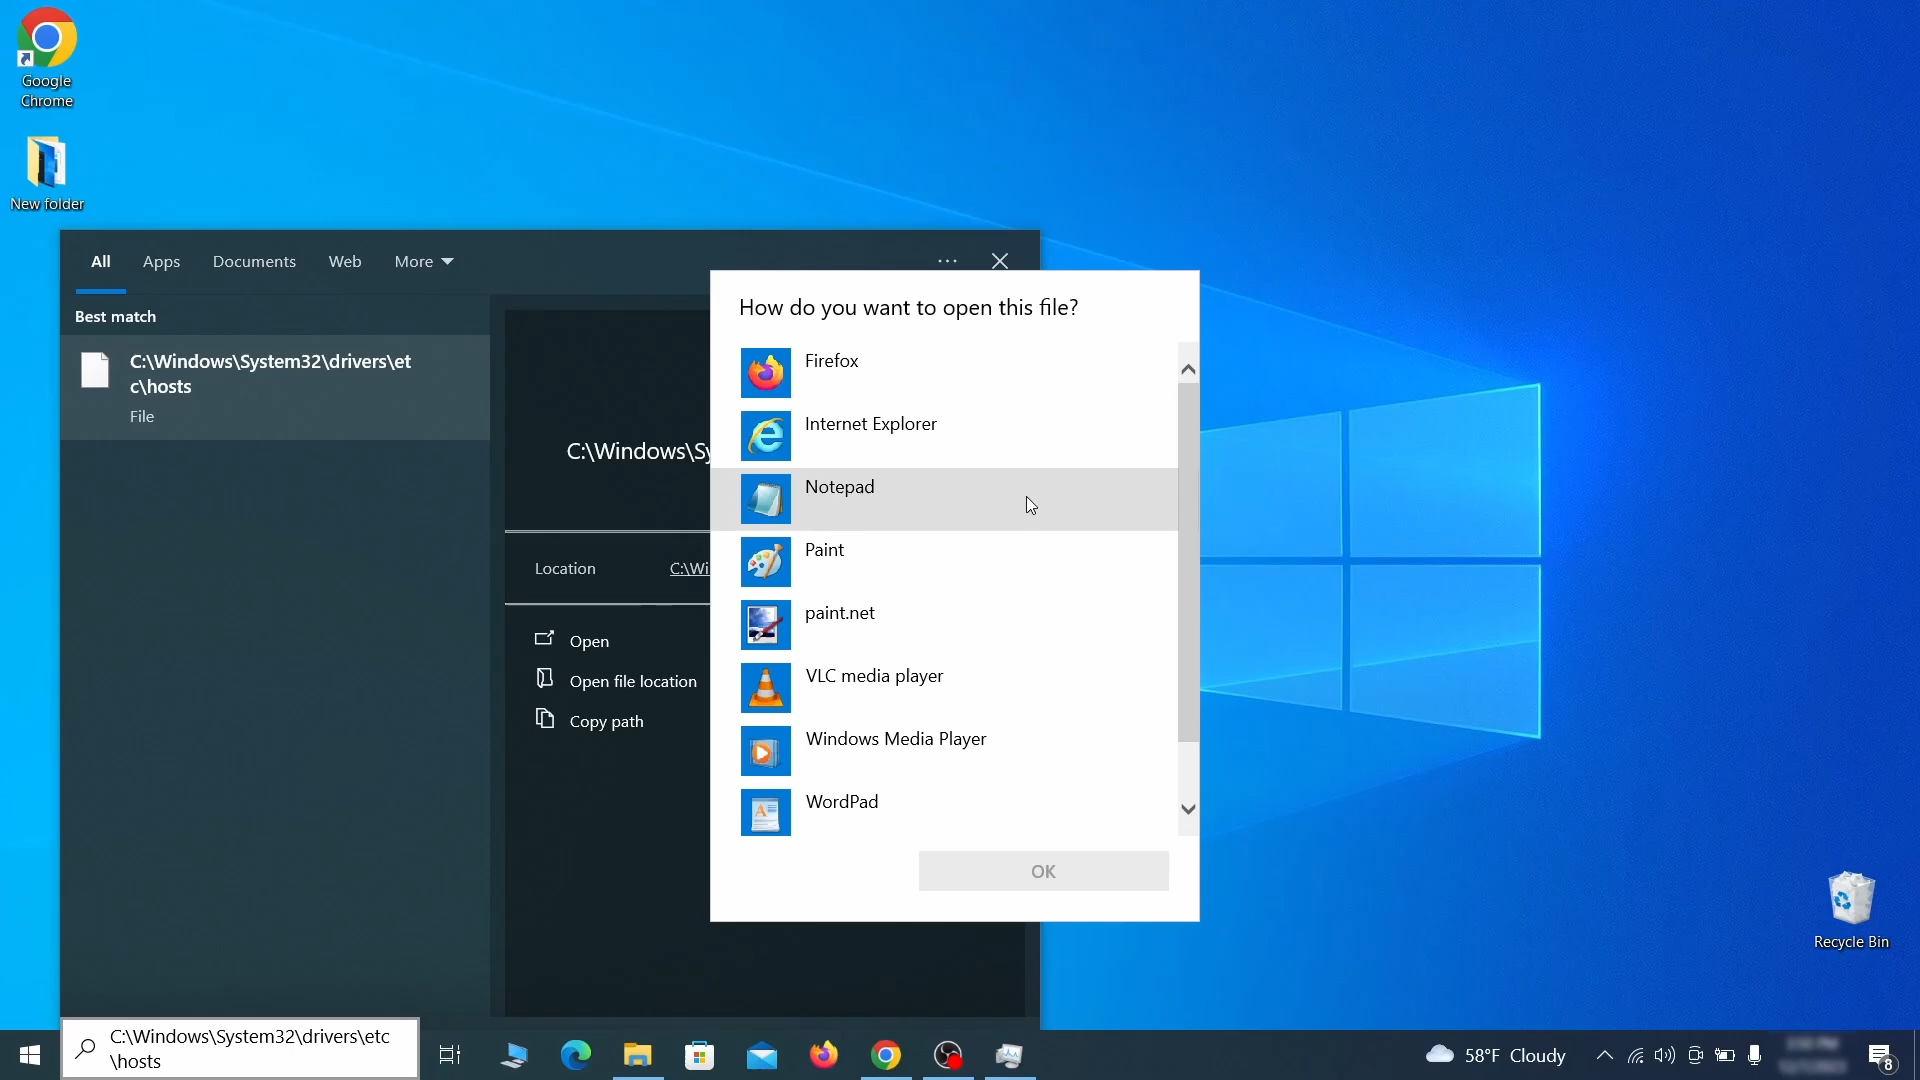 Google
Chrome
New folder
All
Apps
Documents
Web
More
Best match
C:\Windows\System32\drivers\et
c\hosts
File
C:\Windows\Sy
Location
C:\Wi
Open
Open file location
Copy path
How do you want to open this file?
Firefox
Internet Explorer
Notepad
Paint
paint.net
VLC media player
Windows Media Player
WordPad
OK
Recycle Bin
C:\Windows\System32\drivers\etc
\hosts
58°F Cloudy
8